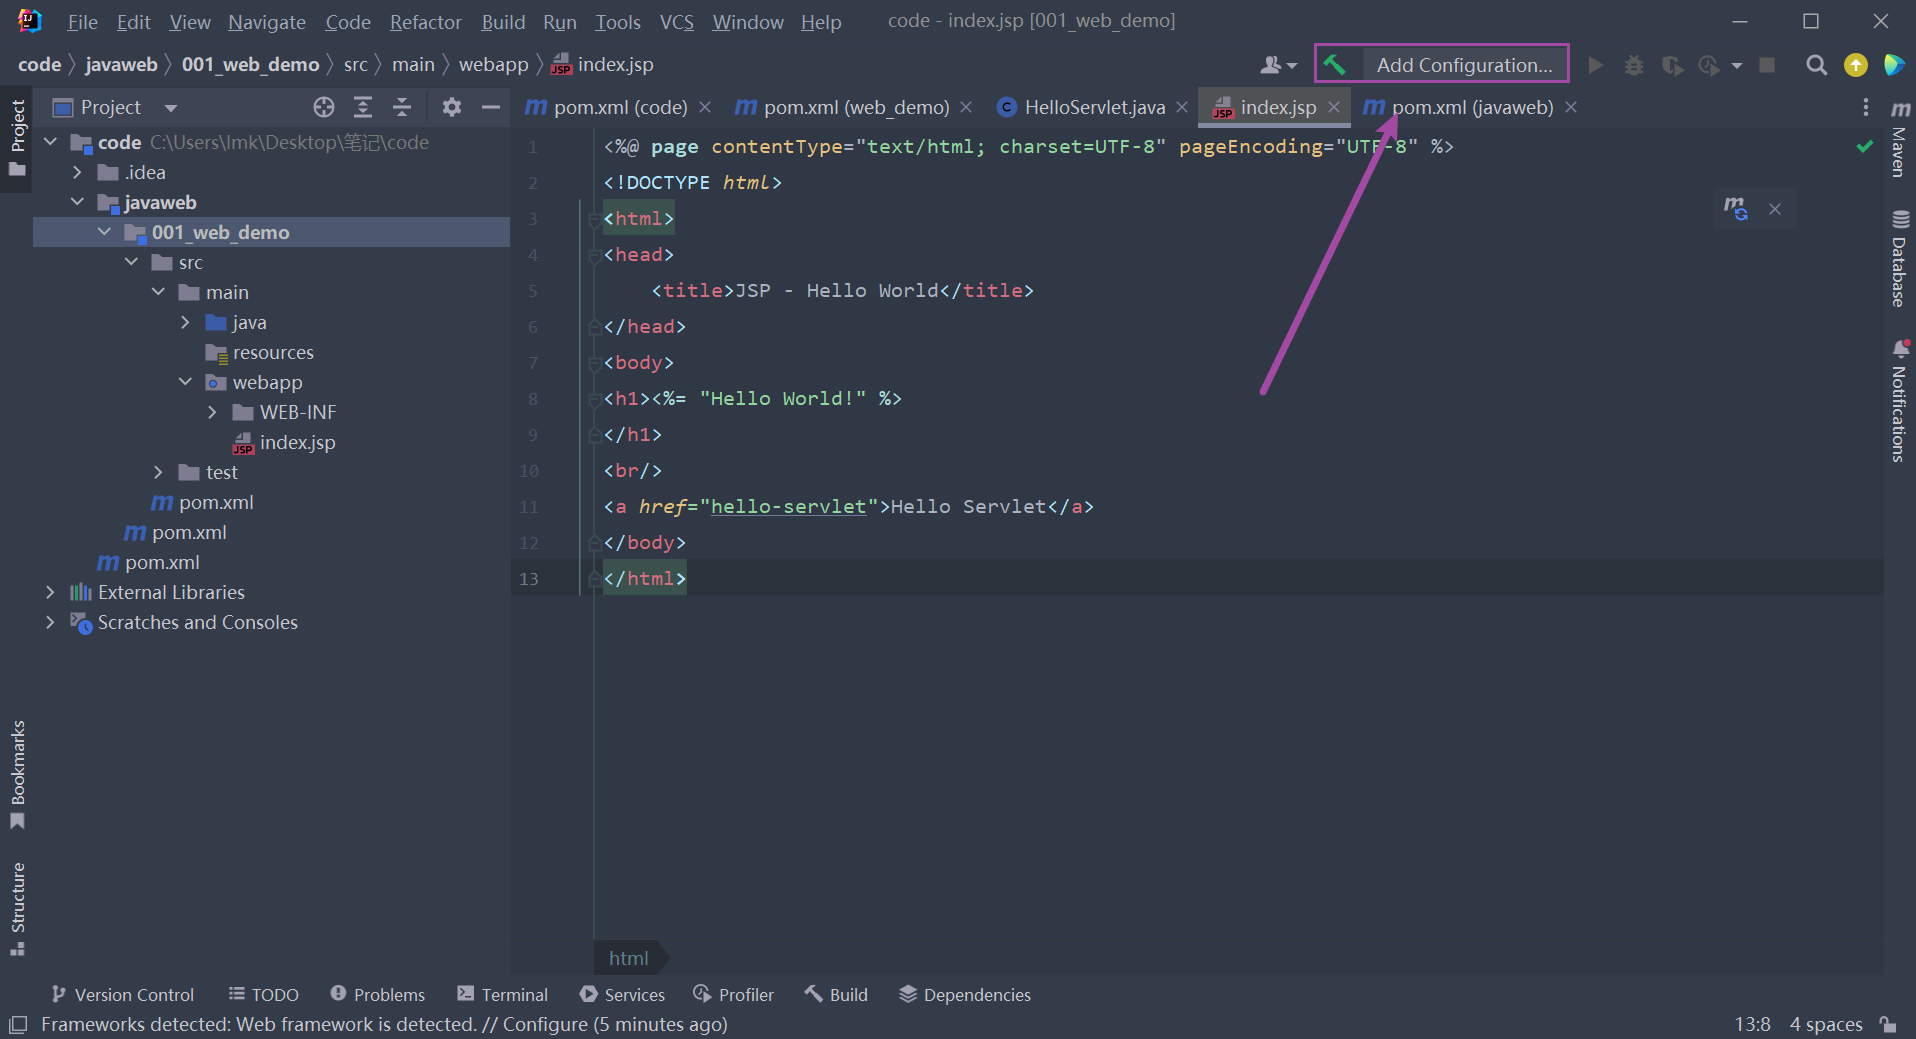 File Edit View Navigate Code Refactor Build Run Tools VCS Window Help code - index.jsp [001_web_demo]
code javaweb 001_web_demo src main webapp index.jsp Add Configuration...
Project
Project
pom.xml (code) pom.xml (web_demo) HelloServlet.java index.jsp pom.xml (javaweb)
Maven
Database
Notifications
code C:\Users\lmk\Desktop\笔记\code
.idea
javaweb
001_web_demo
src
main
java
resources
webapp
WEB-INF
index.jsp
test
pom.xml
pom.xml
pom.xml
External Libraries
Scratches and Consoles
Bookmarks
Structure
1 <%@ page contentType="text/html; charset=UTF-8" pageEncoding="UTF-8" %>
2 <!DOCTYPE html>
3 <html>
4 <head>
5     <title>JSP - Hello World</title>
6 </head>
7 <body>
8 <h1><%= "Hello World!" %>
9 </h1>
10 <br/>
11 <a href="hello-servlet">Hello Servlet</a>
12 </body>
13 </html>
html
Version Control TODO Problems Terminal Services Profiler Build Dependencies
Frameworks detected: Web framework is detected. // Configure (5 minutes ago) 13:8 4 spaces